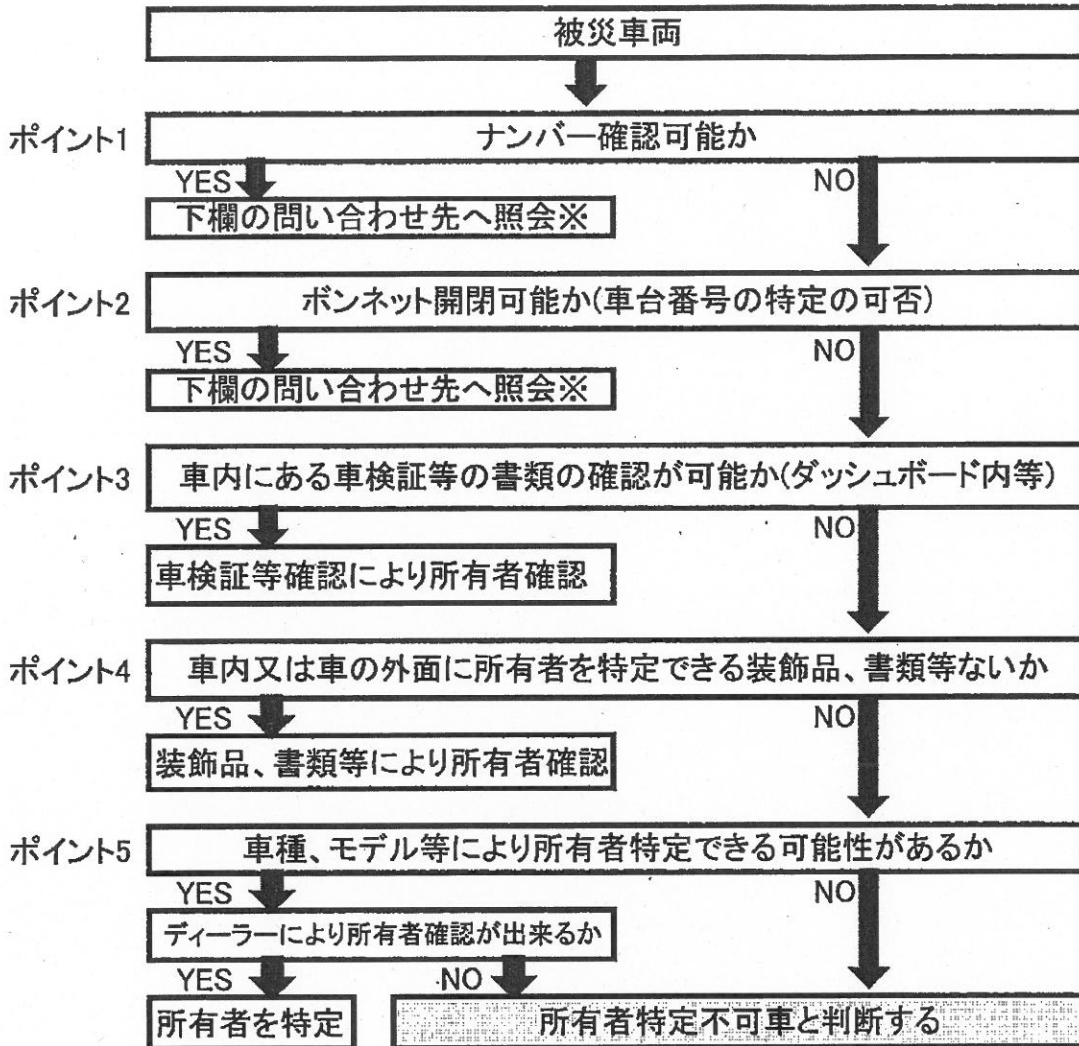 被災車両
ポイント1
ナンバー確認可能か
YES
NO
下欄の問い合わせ先へ照会※
ポイント2
ボンネット開閉可能か(車台番号の特定の可否)
YES
NO
下欄の問い合わせ先へ照会※
ポイント3
車内にある車検証等の書類の確認が可能か(ダッシュボード内等)
YES
NO
車検証等確認により所有者確認
ポイント4
車内又は車の外面に所有者を特定できる装飾品、書類等ないか
YES
NO
装飾品、書類等により所有者確認
ポイント5
車種、モデル等により所有者特定できる可能性があるか
YES
NO
ディーラーにより所有者確認が出来るか
YES
NO
所有者を特定
所有者特定不可車と判断する